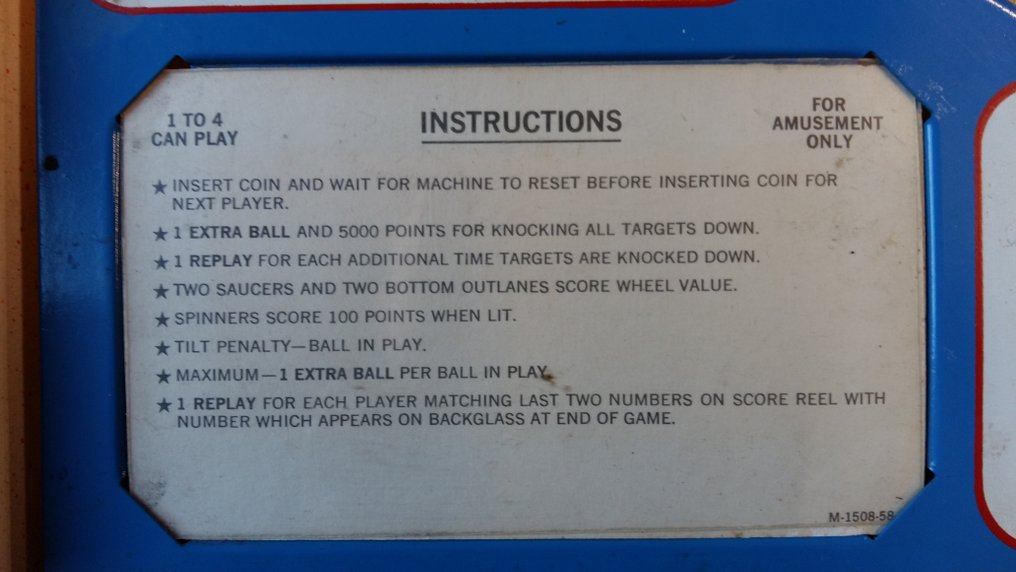 1 TO 4
CAN PLAY
INSTRUCTIONS
FOR
AMUSEMENT
ONLY
★ INSERT COIN AND WAIT FOR MACHINE TO RESET BEFORE INSERTING COIN FOR
NEXT PLAYER.
★ 1 EXTRA BALL AND 5000 POINTS FOR KNOCKING ALL TARGETS DOWN.
★ 1 REPLAY FOR EACH ADDITIONAL TIME TARGETS ARE KNOCKED DOWN.
★ TWO SAUCERS AND TWO BOTTOM OUTLANES SCORE WHEEL VALUE.
★ SPINNERS SCORE 100 POINTS WHEN LIT.
★ TILT PENALTY—BALL IN PLAY.
★ MAXIMUM—1 EXTRA BALL PER BALL IN PLAY.
★ 1 REPLAY FOR EACH PLAYER MATCHING LAST TWO NUMBERS ON SCORE REEL WITH
NUMBER WHICH APPEARS ON BACKGLASS AT END OF GAME.
M-1508-58